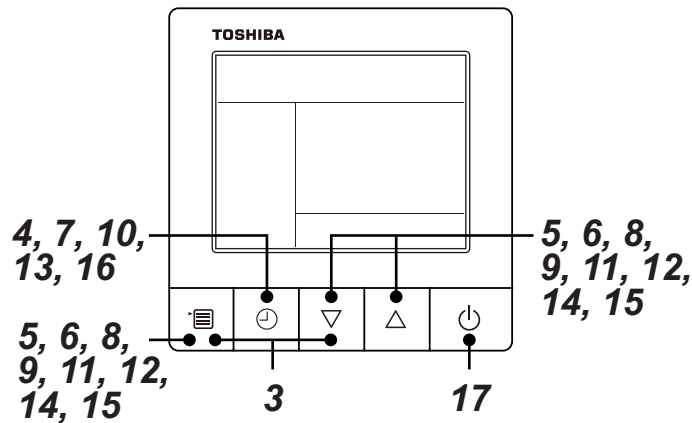 TOSHIBA
4, 7, 10,
13, 16
5, 6, 8,
9, 11, 12,
14, 15
5, 6, 8,
9, 11, 12,
14, 15
3
17